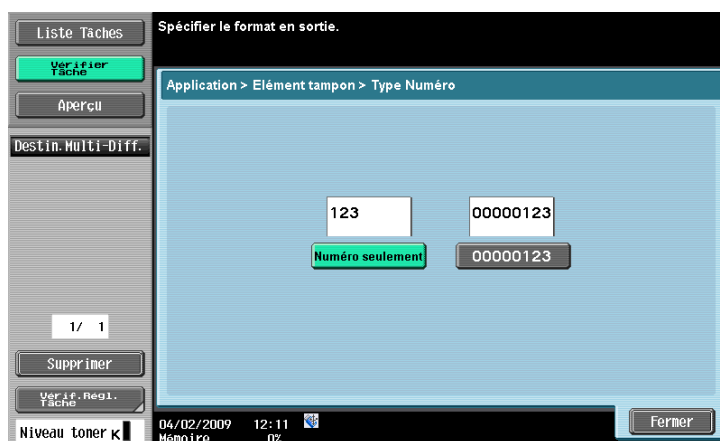 Liste Tâches
Vérifier
Tâche
Aperçu
Destin.Multi-Diff.
1/ 1
Supprimer
Vérif.Régl.
Tâche
Niveau toner K
Spécifier le format en sortie.
Application > Elément tampon > Type Numéro
123
00000123
Numéro seulement
00000123
04/02/2009 12:11
Mémoire 0%
Fermer